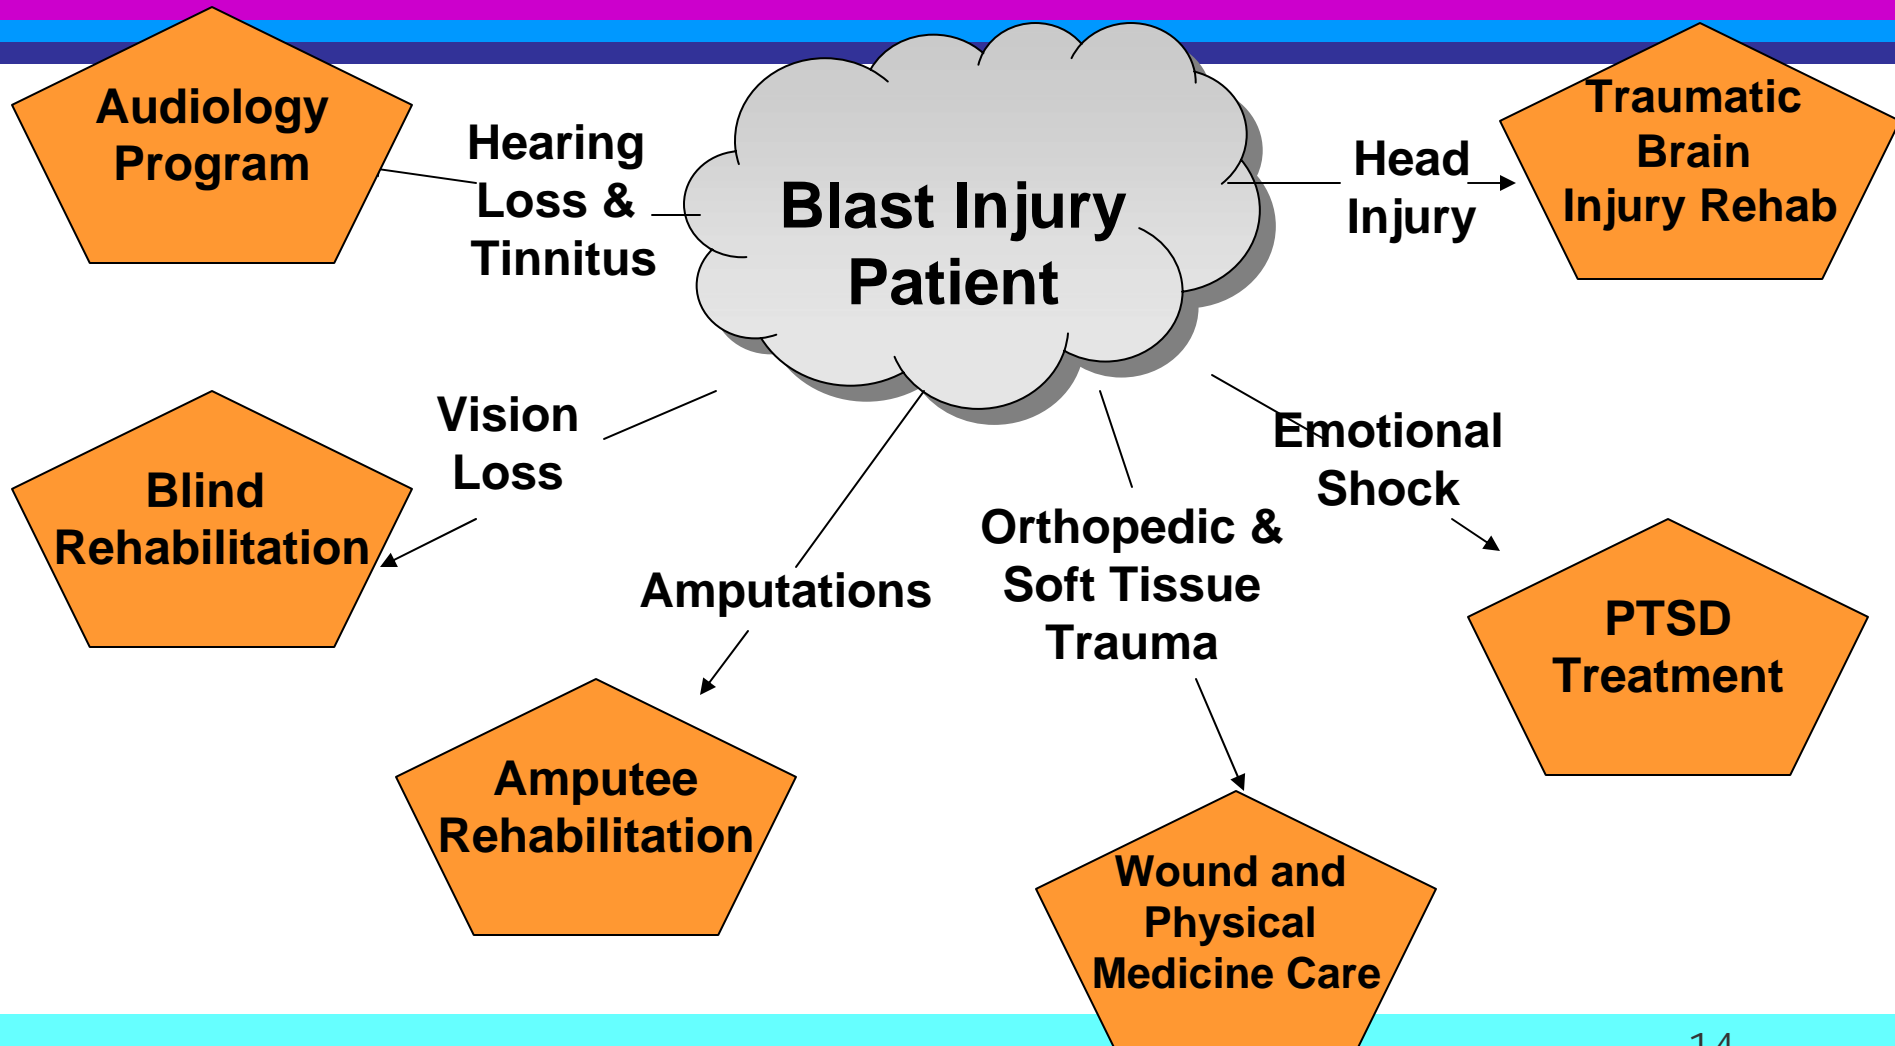 Audiology
Program
Hearing
Loss &
Tinnitus
Blast Injury
Patient
Head
Injury
Traumatic
Brain
Injury Rehab
Vision
Loss
Blind
Rehabilitation
Amputations
Amputee
Rehabilitation
Orthopedic &
Soft Tissue
Trauma
Wound and
Physical
Medicine Care
Emotional
Shock
PTSD
Treatment
14